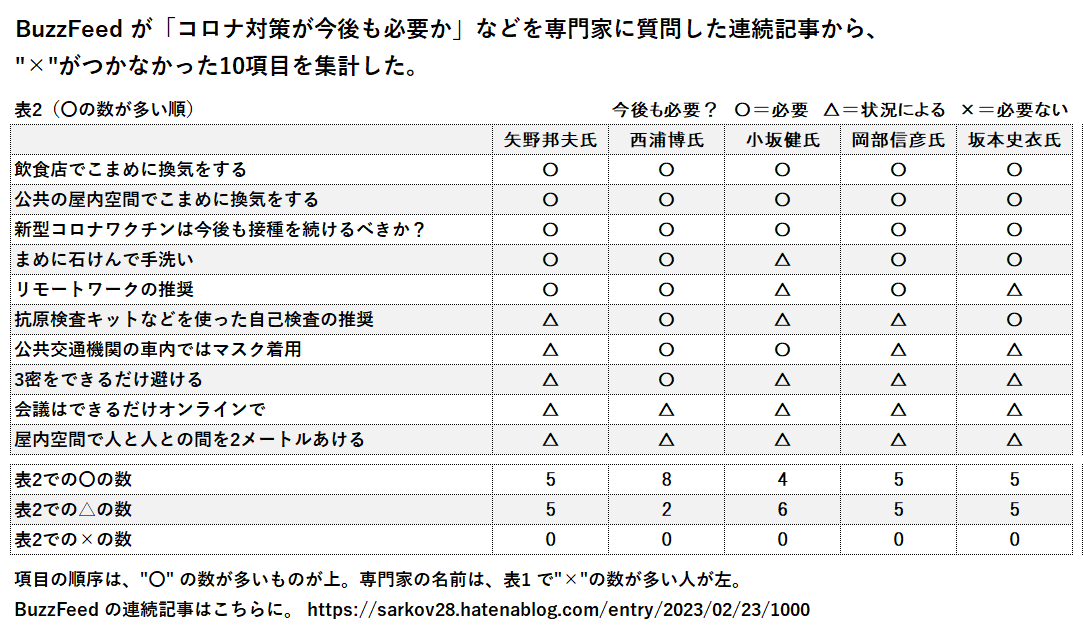 BuzzFeed が「コロナ対策が今後も必要か」などを専門家に質問した連続記事から、
"×"がつかなかった10項目を集計した。
表2（〇の数が多い順） 今後も必要？ 〇＝必要 △＝状況による ×＝必要ない
矢野邦夫氏 西浦博氏 小坂健氏 岡部信彦氏 坂本史衣氏
飲食店でこまめに換気をする 〇 〇 〇 〇 〇
公共の屋内空間でこまめに換気をする 〇 〇 〇 〇 〇
新型コロナワクチンは今後も接種を続けるべきか？ 〇 〇 〇 〇 〇
まめに石けんで手洗い 〇 〇 △ 〇 〇
リモートワークの推奨 〇 〇 △ 〇 △
抗原検査キットなどを使った自己検査の推奨 △ 〇 △ △ 〇
公共交通機関の車内ではマスク着用 △ 〇 〇 △ △
3密をできるだけ避ける △ 〇 △ △ △
会議はできるだけオンラインで △ △ △ △ △
屋内空間で人と人との間を2メートルあける △ △ △ △ △
表2での〇の数 5 8 4 5 5
表2での△の数 5 2 6 5 5
表2での×の数 0 0 0 0 0
項目の順序は、"〇" の数が多いものが上。専門家の名前は、表1 で"×"の数が多い人が左。
BuzzFeed の連続記事はこちらに。 https://sarkov28.hatenablog.com/entry/2023/02/23/1000